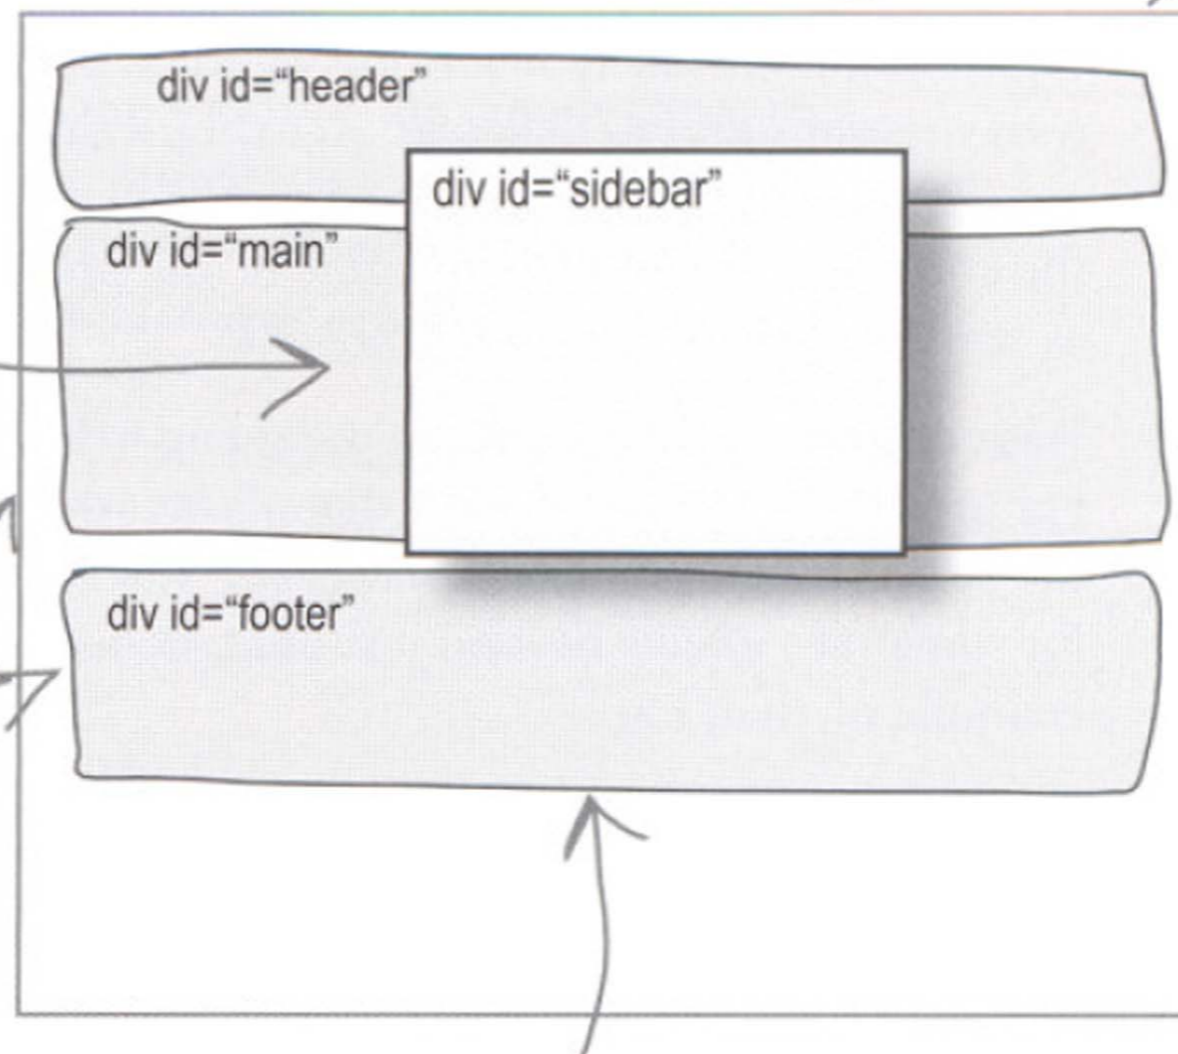 div id=“header”
div id=“sidebar”
div id=“main”
div id=“footer”